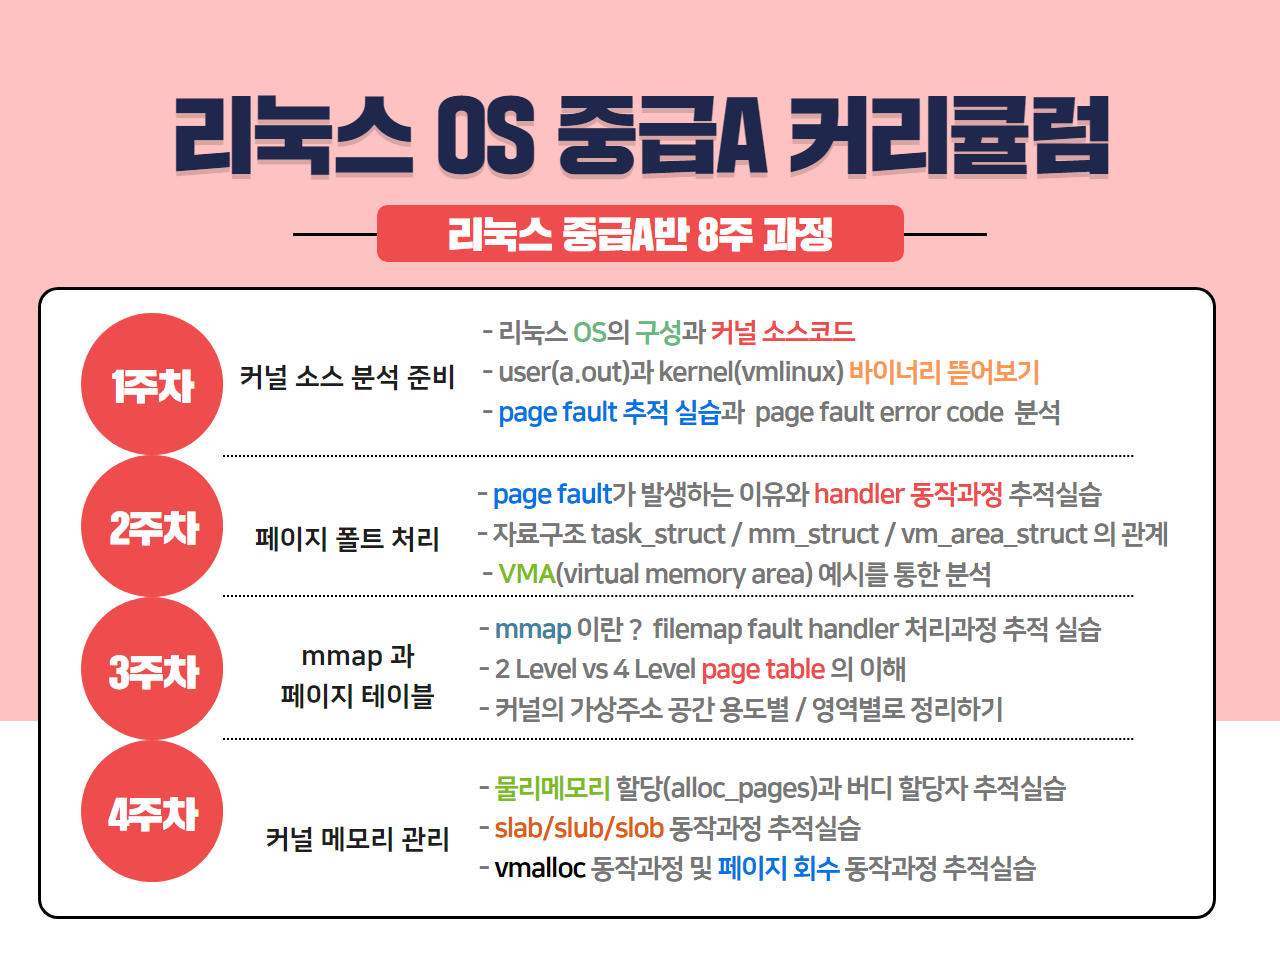 리눅스 OS 중급A 커리큘럼
리눅스 중급A반 8주 과정
1주차
커널 소스 분석 준비
- 리눅스 OS의 구성과 커널 소스코드
- user(a.out)과 kernel(vmlinux) 바이너리 뜯어보기
- page fault 추적 실습과 page fault error code 분석
2주차
페이지 폴트 처리
- page fault가 발생하는 이유와 handler 동작과정 추적실습
- 자료구조 task_struct / mm_struct / vm_area_struct 의 관계
- VMA(virtual memory area) 예시를 통한 분석
3주차
mmap 과
페이지 테이블
- mmap 이란 ? filemap fault handler 처리과정 추적 실습
- 2 Level vs 4 Level page table 의 이해
- 커널의 가상주소 공간 용도별 / 영역별로 정리하기
4주차
커널 메모리 관리
- 물리메모리 할당(alloc_pages)과 버디 할당자 추적실습
- slab/slub/slob 동작과정 추적실습
- vmalloc 동작과정 및 페이지 회수 동작과정 추적실습